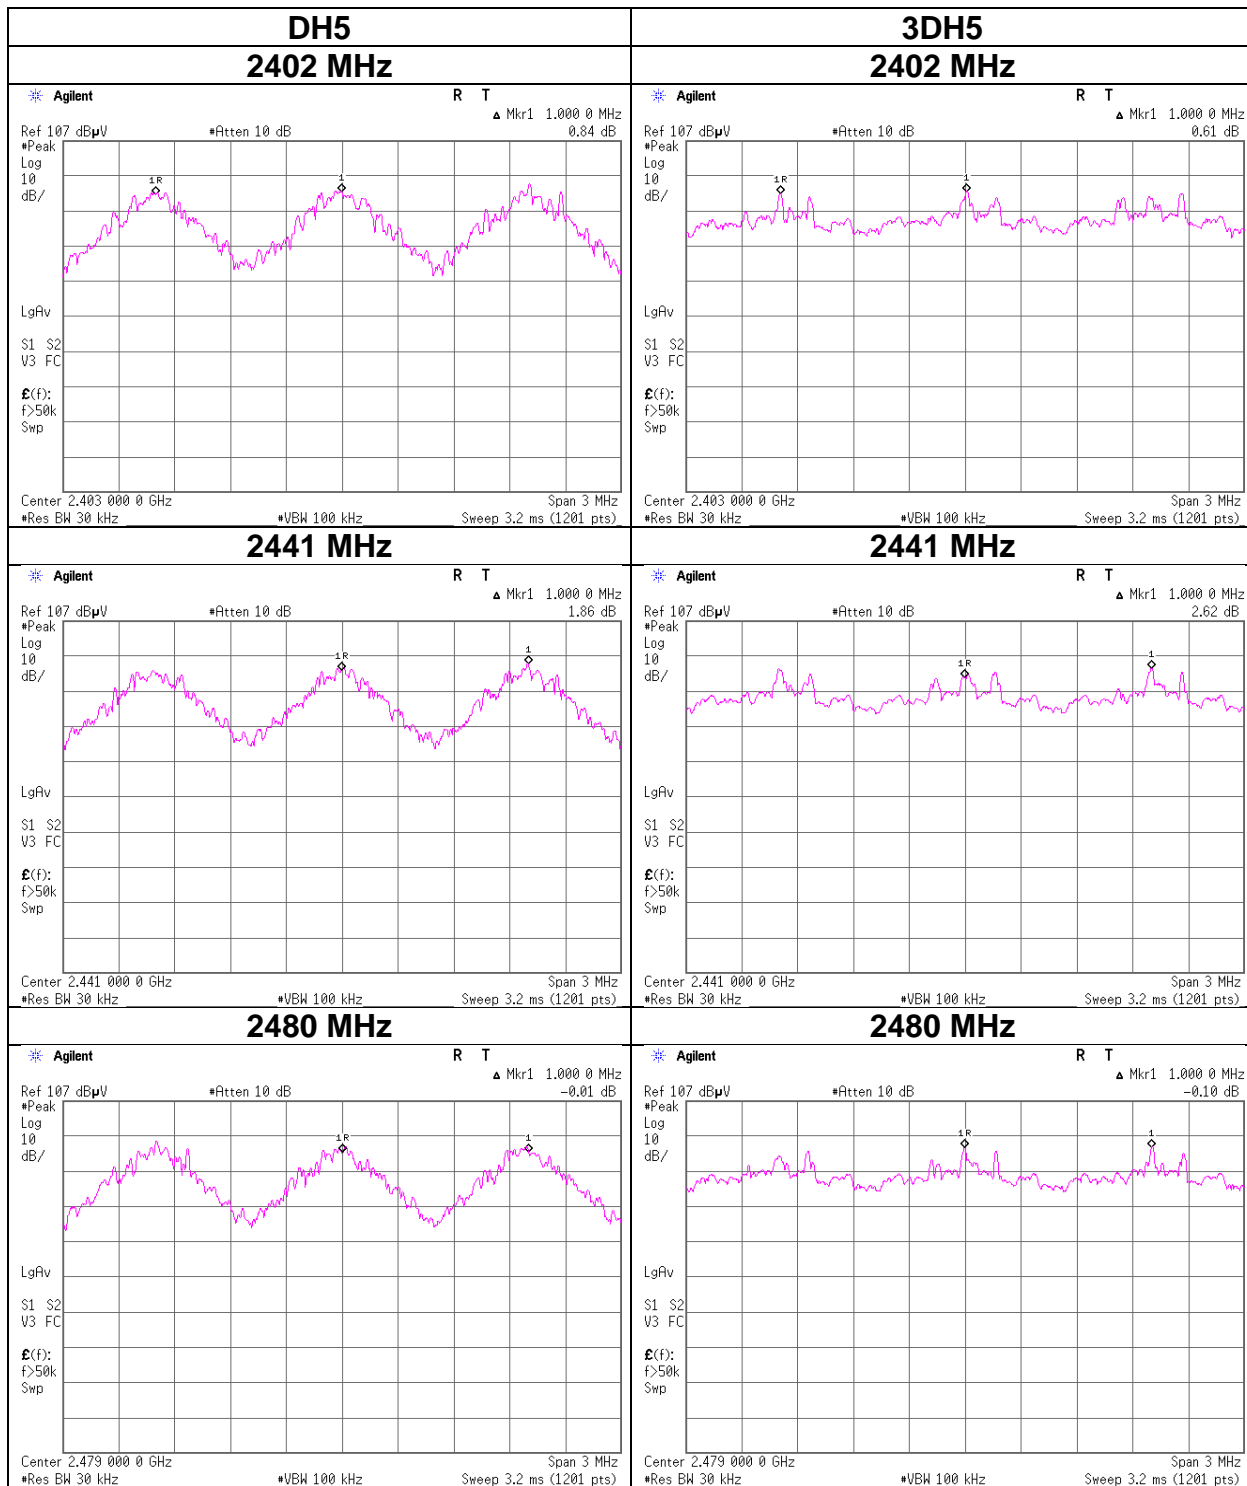 DH5
3DH5
2402 MHz
2402 MHz
Agilent
R T
Δ Mkr1 1.000 0 MHz
Ref 107 dBµV
#Atten 10 dB
0.84 dB
#Peak
Log
10
dB/
1R
1
LgAv
S1 S2
V3 FC
£(f):
f>50k
Swp
Center 2.403 000 0 GHz
Span 3 MHz
#Res BW 30 kHz
#VBW 100 kHz
Sweep 3.2 ms (1201 pts)
Agilent
R T
Δ Mkr1 1.000 0 MHz
Ref 107 dBµV
#Atten 10 dB
0.61 dB
#Peak
Log
10
dB/
1R
1
LgAv
S1 S2
V3 FC
£(f):
f>50k
Swp
Center 2.403 000 0 GHz
Span 3 MHz
#Res BW 30 kHz
#VBW 100 kHz
Sweep 3.2 ms (1201 pts)
2441 MHz
2441 MHz
Agilent
R T
Δ Mkr1 1.000 0 MHz
Ref 107 dBµV
#Atten 10 dB
1.86 dB
#Peak
Log
10
dB/
1R
1
LgAv
S1 S2
V3 FC
£(f):
f>50k
Swp
Center 2.441 000 0 GHz
Span 3 MHz
#Res BW 30 kHz
#VBW 100 kHz
Sweep 3.2 ms (1201 pts)
Agilent
R T
Δ Mkr1 1.000 0 MHz
Ref 107 dBµV
#Atten 10 dB
2.62 dB
#Peak
Log
10
dB/
1R
1
LgAv
S1 S2
V3 FC
£(f):
f>50k
Swp
Center 2.441 000 0 GHz
Span 3 MHz
#Res BW 30 kHz
#VBW 100 kHz
Sweep 3.2 ms (1201 pts)
2480 MHz
2480 MHz
Agilent
R T
Δ Mkr1 1.000 0 MHz
Ref 107 dBµV
#Atten 10 dB
-0.01 dB
#Peak
Log
10
dB/
1R
1
LgAv
S1 S2
V3 FC
£(f):
f>50k
Swp
Center 2.479 000 0 GHz
Span 3 MHz
#Res BW 30 kHz
#VBW 100 kHz
Sweep 3.2 ms (1201 pts)
Agilent
R T
Δ Mkr1 1.000 0 MHz
Ref 107 dBµV
#Atten 10 dB
-0.10 dB
#Peak
Log
10
dB/
1R
1
LgAv
S1 S2
V3 FC
£(f):
f>50k
Swp
Center 2.479 000 0 GHz
Span 3 MHz
#Res BW 30 kHz
#VBW 100 kHz
Sweep 3.2 ms (1201 pts)